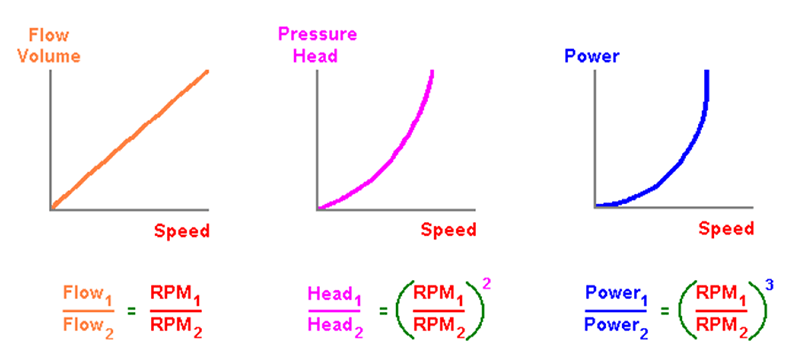 Flow
Volume
Speed
Flow₁ / Flow₂ = RPM₁ / RPM₂
Pressure
Head
Speed
Head₁ / Head₂ = (RPM₁ / RPM₂)²
Power
Speed
Power₁ / Power₂ = (RPM₁ / RPM₂)³